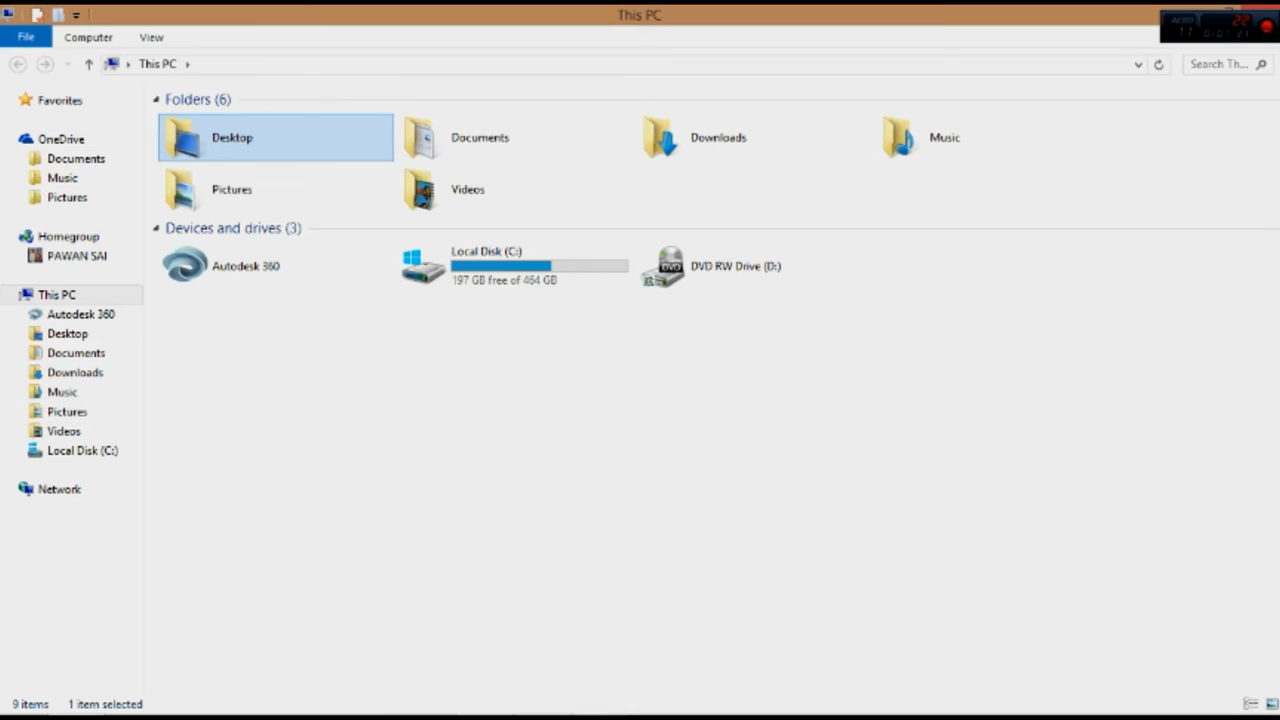 This PC
File Computer View
This PC
Search Th...
Favorites
OneDrive
Documents
Music
Pictures
Homegroup
PAWAN SAI
This PC
Autodesk 360
Desktop
Documents
Downloads
Music
Pictures
Videos
Local Disk (C:)
Network
Folders (6)
Desktop
Documents
Downloads
Music
Pictures
Videos
Devices and drives (3)
Autodesk 360
Local Disk (C:)
197 GB free of 464 GB
DVD RW Drive (D:)
DVD
9 items 1 item selected
22